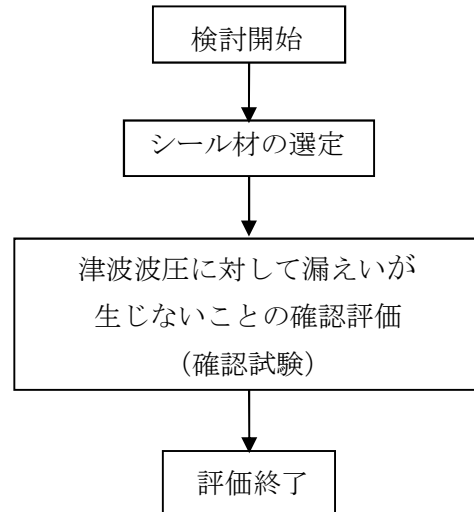 検討開始
シール材の選定
津波波圧に対して漏えいが
生じないことの確認評価
（確認試験）
評価終了